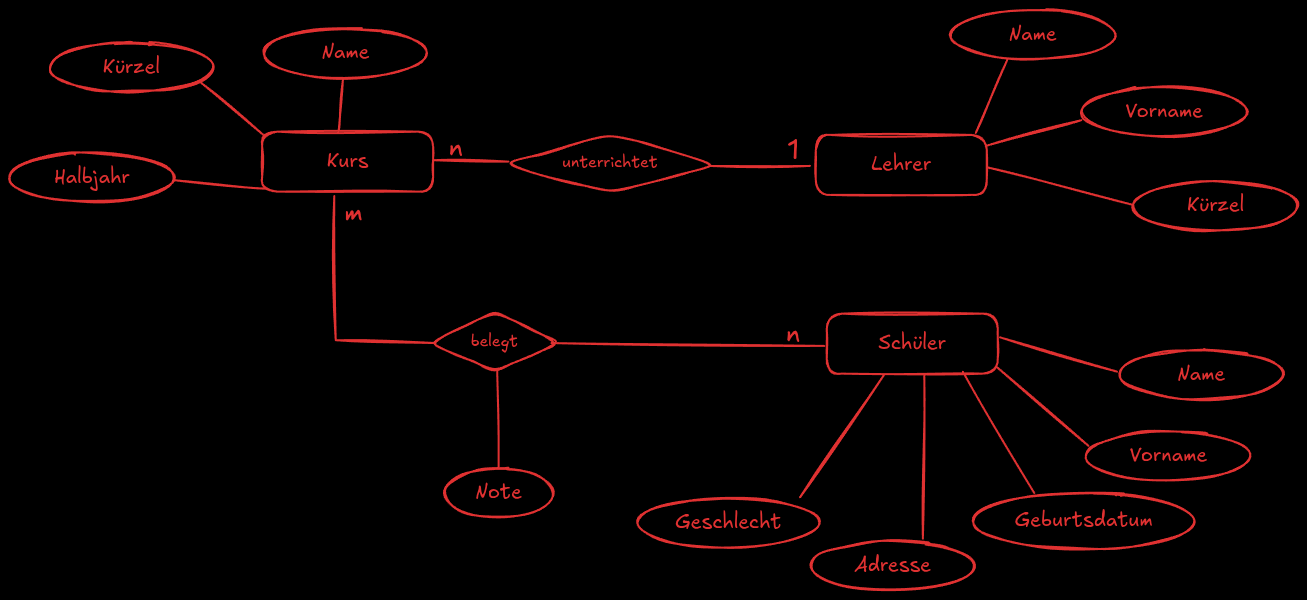 Name
Kürzel
Name
Vorname
n
1
Kurs
unterrichtet
Lehrer
Halbjahr
Kürzel
m
n
belegt
Schüler
Name
Vorname
Note
Geschlecht
Geburtsdatum
Adresse